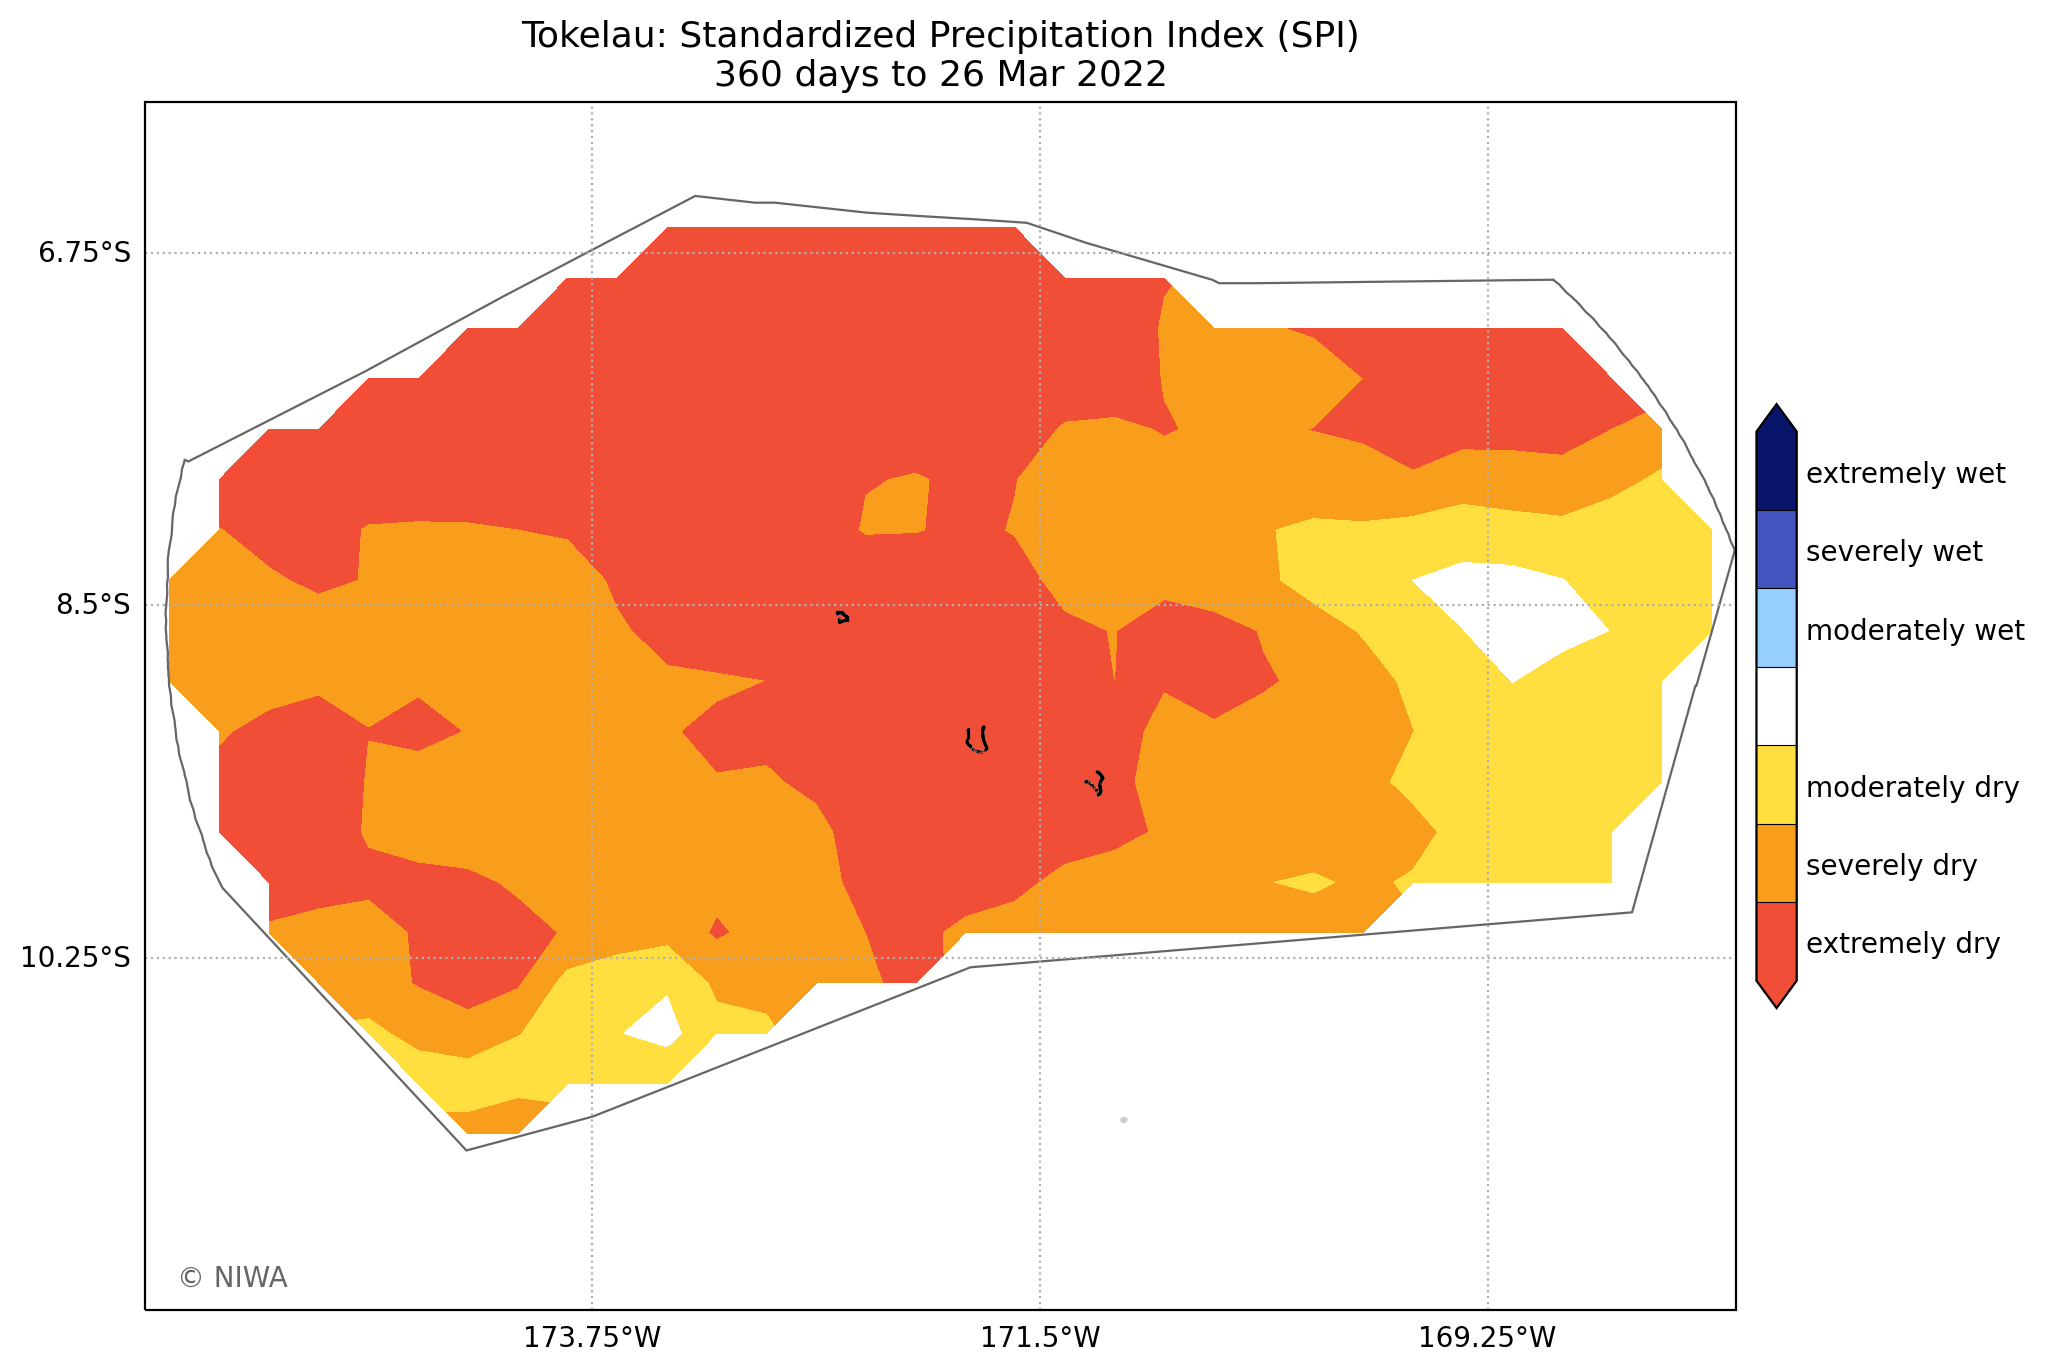 Tokelau: Standardized Precipitation Index (SPI)
360 days to 26 Mar 2022
6.75°S
8.5°S
10.25°S
173.75°W
171.5°W
169.25°W
extremely wet
severely wet
moderately wet
moderately dry
severely dry
extremely dry
© NIWA